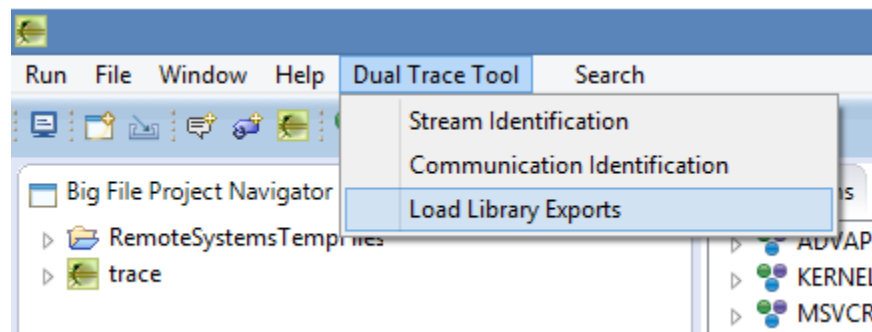 Run File Window Help Dual Trace Tool Search
Stream Identification
Communication Identification
Load Library Exports
Big File Project Navigator
RemoteSystemsTempFiles
trace
ADVAP
KERNEL
MSVCR